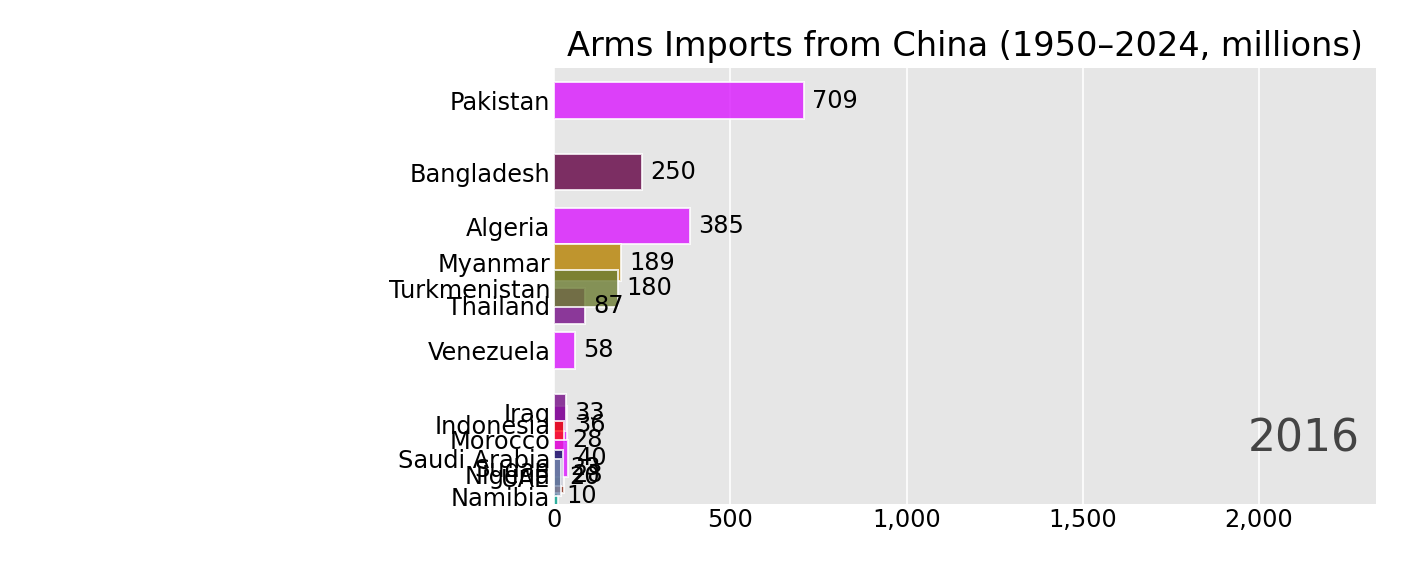 Arms Imports from China (1950–2024, millions)
Pakistan 709
Bangladesh 250
Algeria 385
Myanmar 189
Turkmenistan 180
Thailand 87
Venezuela 58
Iraq 33
Indonesia 36
Morocco 28
Saudi Arabia 40
Sudan
Nigeria 28
UAE 20
Namibia 10
2016
0 500 1,000 1,500 2,000